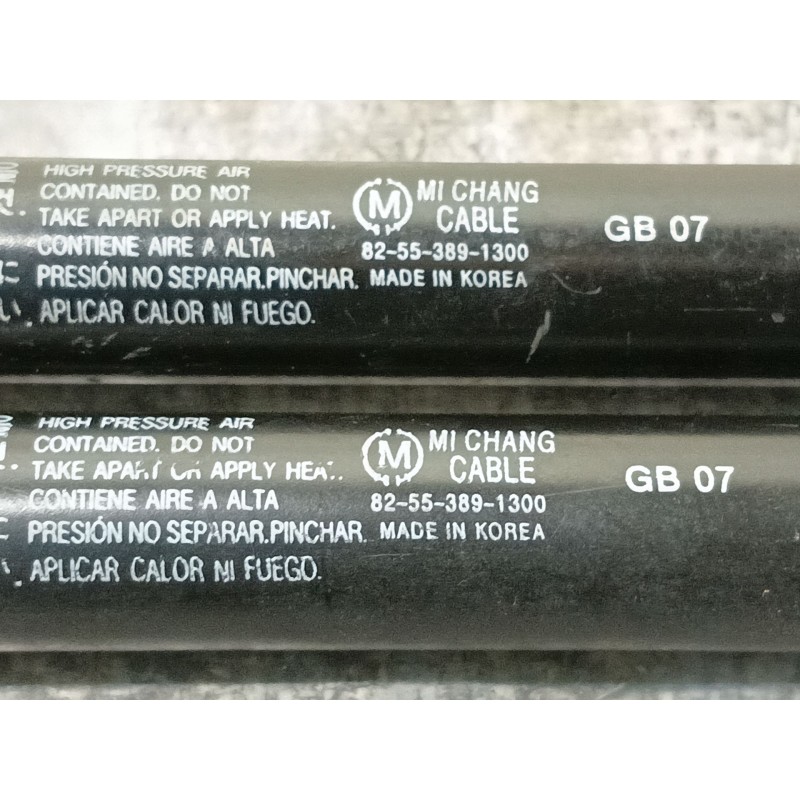 HIGH PRESSURE AIR
CONTAINED. DO NOT
TAKE APART OR APPLY HEAT.
CONTIENE AIRE A ALTA
PRESIÓN NO SEPARAR.PINCHAR.
APLICAR CALOR NI FUEGO.
M
MI CHANG
CABLE
82-55-389-1300
MADE IN KOREA
GB 07
HIGH PRESSURE AIR
CONTAINED. DO NOT
TAKE APART OR APPLY HEAT.
CONTIENE AIRE A ALTA
PRESIÓN NO SEPARAR.PINCHAR.
APLICAR CALOR NI FUEGO.
M
MI CHANG
CABLE
82-55-389-1300
MADE IN KOREA
GB 07